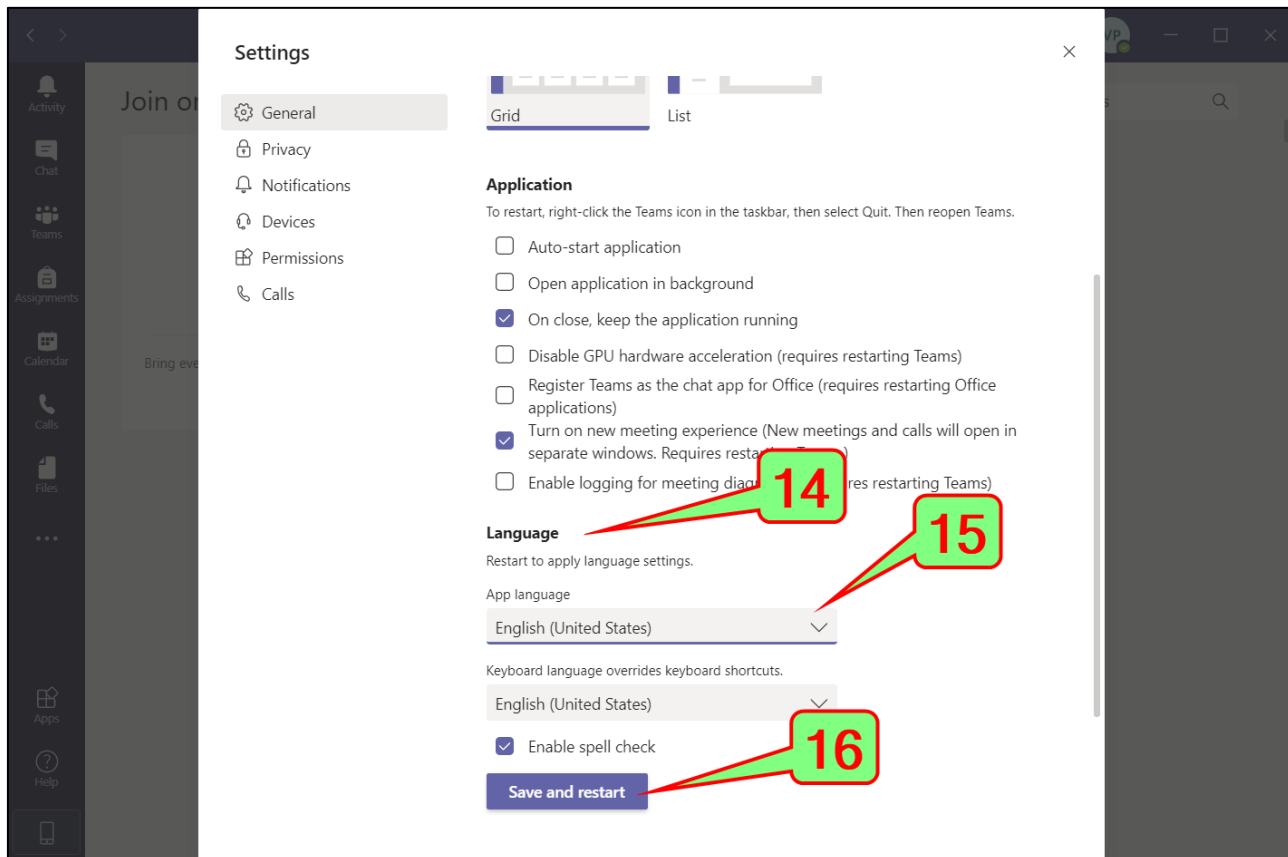 VP
Settings
Activity
Join or
General
Grid
List
Privacy
Chat
Notifications
Application
To restart, right-click the Teams icon in the taskbar, then select Quit. Then reopen Teams.
Devices
Teams
Auto-start application
Permissions
Open application in background
Calls
Assignments
On close, keep the application running
Calendar
Bring eve
Disable GPU hardware acceleration (requires restarting Teams)
Register Teams as the chat app for Office (requires restarting Office
applications)
Calls
Turn on new meeting experience (New meetings and calls will open in
separate windows. Requires
14
Files
Enable logging for meeting restarting Teams)
15
Language
Restart to apply language settings.
App language
English (United States)
Keyboard language overrides keyboard shortcuts.
English (United States)
Apps
16
Enable spell check
Help
Save and restart